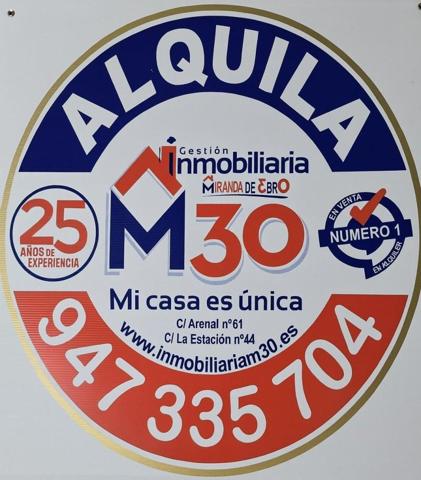 ALQUILA
Gestión
inmobiliaria
MIRANDA DE EBRO
M30
25
AÑOS DE
EXPERIENCIA
EN VENTA
NUMERO 1
EN ALQUILER
Mi casa es única
C/ Arenal nº61
C/ La Estación nº44
www.inmobiliariam30.es
947 335 704